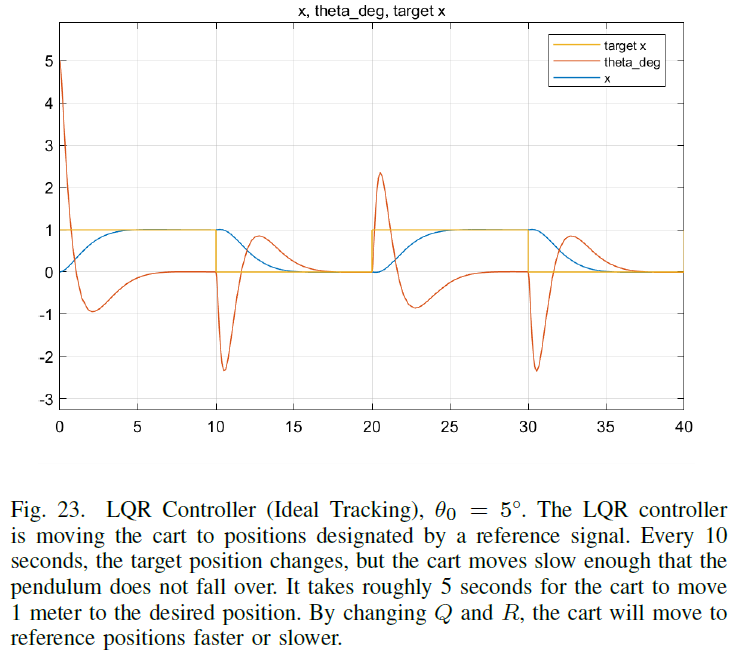 x, theta_deg, target x
target x
theta_deg
x
5
4
3
2
1
0
-1
-2
-3
0 5 10 15 20 25 30 35 40
Fig. 23. LQR Controller (Ideal Tracking), θ0 = 5°. The LQR controller
is moving the cart to positions designated by a reference signal. Every 10
seconds, the target position changes, but the cart moves slow enough that the
pendulum does not fall over. It takes roughly 5 seconds for the cart to move
1 meter to the desired position. By changing Q and R, the cart will move to
reference positions faster or slower.